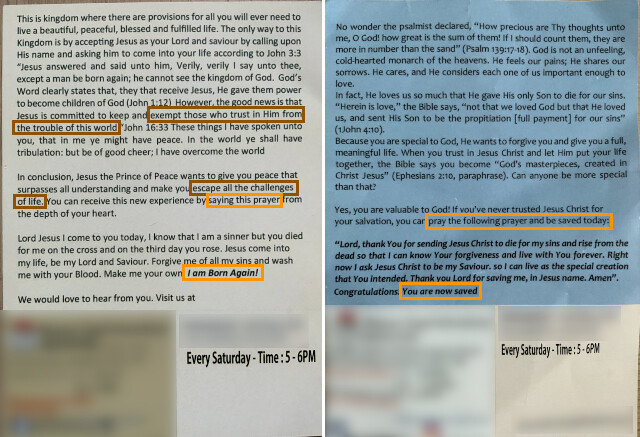 This is kingdom where there are provisions for all you will ever need to
live a beautiful, peaceful, blessed and fulfilled life. The only way to this
Kingdom is by accepting Jesus as your Lord and saviour by calling upon
His name and asking him to come into your life according to John 3:3
"Jesus answered and said unto him, Verily, verily I say unto thee,
except a man be born again; he cannot see the kingdom of God. God's
Word clearly states that, they that receive Jesus, He gave them power
to become children of God (John 1:12) However, the good news is that
Jesus is committed to keep and exempt those who trust in Him from
the trouble of this world "John 16:33 These things I have spoken unto
you, that in me ye might have peace. In the world ye shall have
tribulation: but be of good cheer; I have overcome the world
In conclusion, Jesus the Prince of Peace wants to give you peace that
surpasses all understanding and make you escape all the challenges
of life. You can receive this new experience by saying this prayer from
the depth of your heart.
Lord Jesus I come to you today, I know that I am a sinner but you died
for me on the cross and on the third day you rose. Jesus come into
my life, be my Lord and Saviour. Forgive me of all my sins and wash
me with your Blood. Make me your own I am Born Again!
We would love to hear from you. Visit us at
Every Saturday - Time : 5 - 6PM
No wonder the psalmist declared, "How precious are Thy thoughts unto
me, O God! how great is the sum of them! If I should count them, they are
more in number than the sand" (Psalm 139:17-18). God is not an unfeeling,
cold-hearted monarch of the heavens. He feels our pains; He shares our
sorrows. He cares, and He considers each one of us important enough to
love.
In fact, He loves us so much that He gave His only Son to die for our sins.
"Herein is love," the Bible says, "not that we loved God but that He loved
us, and sent His Son to be the propitiation [full payment] for our sins"
(1John 4:10).
Because you are special to God, He wants to forgive you and give you a full,
meaningful life. When you trust in Jesus Christ and let Him put your life
together, the Bible says you become "God's masterpieces, created in
Christ Jesus" (Ephesians 2:10, paraphrase). Can anyone be more special
than that?
Yes, you are valuable to God! If you've never trusted Jesus Christ for
your salvation, you can pray the following prayer and be saved today:
"Lord, thank You for sending Jesus Christ to die for my sins and rise from the
dead so that I can know Your forgiveness and live with You forever. Right
now I ask Jesus Christ to be my Saviour. so I can live as the special creation
that You intended. Thank you Lord for saving me, in Jesus name. Amen".
Congratulations. You are now saved
Every Saturday - Time : 5 - 6PM